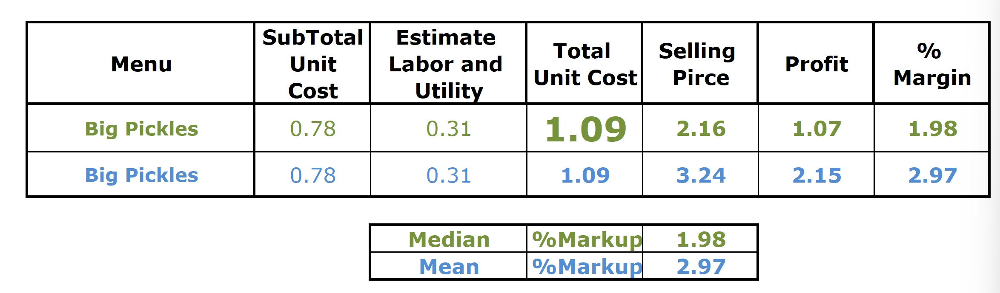 Menu
SubTotal
Unit
Cost
Estimate
Labor and
Utility
Total
Unit Cost
Selling
Pirce
Profit
%
Margin
Big Pickles 0.78 0.31 1.09 2.16 1.07 1.98
Big Pickles 0.78 0.31 1.09 3.24 2.15 2.97
Median %Markup 1.98
Mean %Markup 2.97